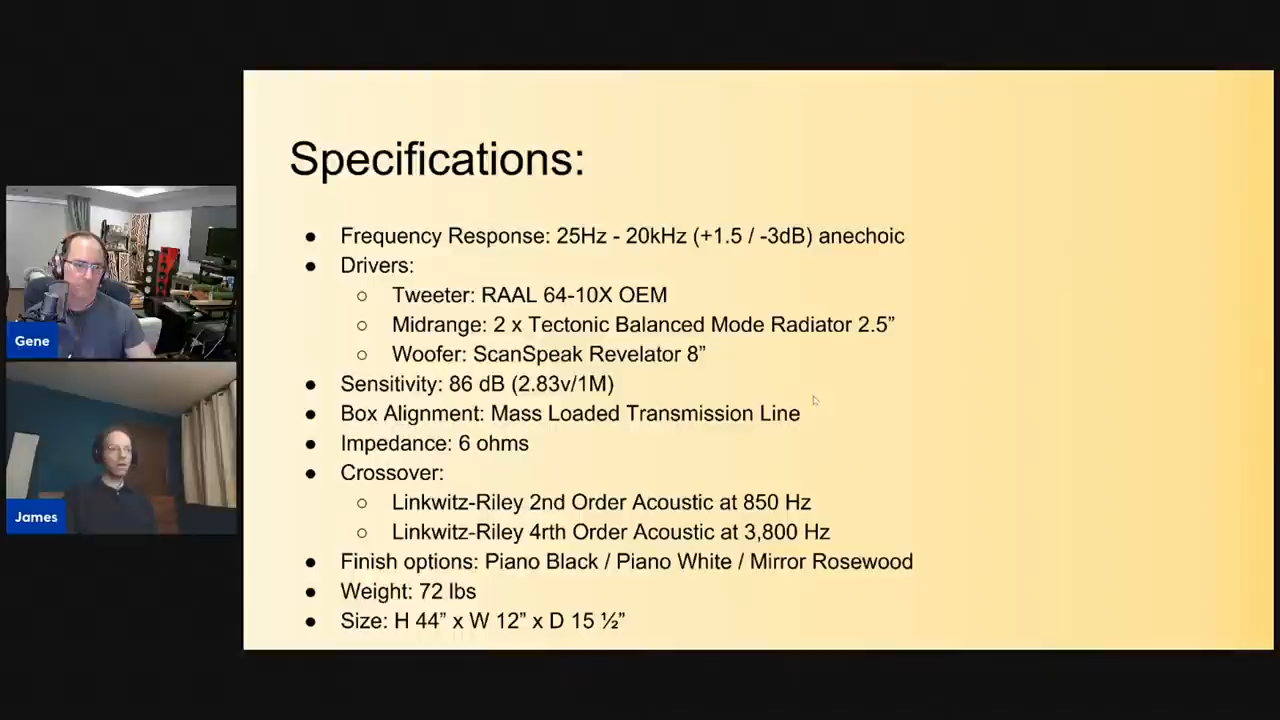 Specifications:
● Frequency Response: 25Hz - 20kHz (+1.5 / -3dB) anechoic
● Drivers:
○ Tweeter: RAAL 64-10X OEM
○ Midrange: 2 x Tectonic Balanced Mode Radiator 2.5”
○ Woofer: ScanSpeak Revelator 8”
● Sensitivity: 86 dB (2.83v/1M)
● Box Alignment: Mass Loaded Transmission Line
● Impedance: 6 ohms
● Crossover:
○ Linkwitz-Riley 2nd Order Acoustic at 850 Hz
○ Linkwitz-Riley 4rth Order Acoustic at 3,800 Hz
● Finish options: Piano Black / Piano White / Mirror Rosewood
● Weight: 72 lbs
● Size: H 44” x W 12” x D 15 ½”
Gene
James